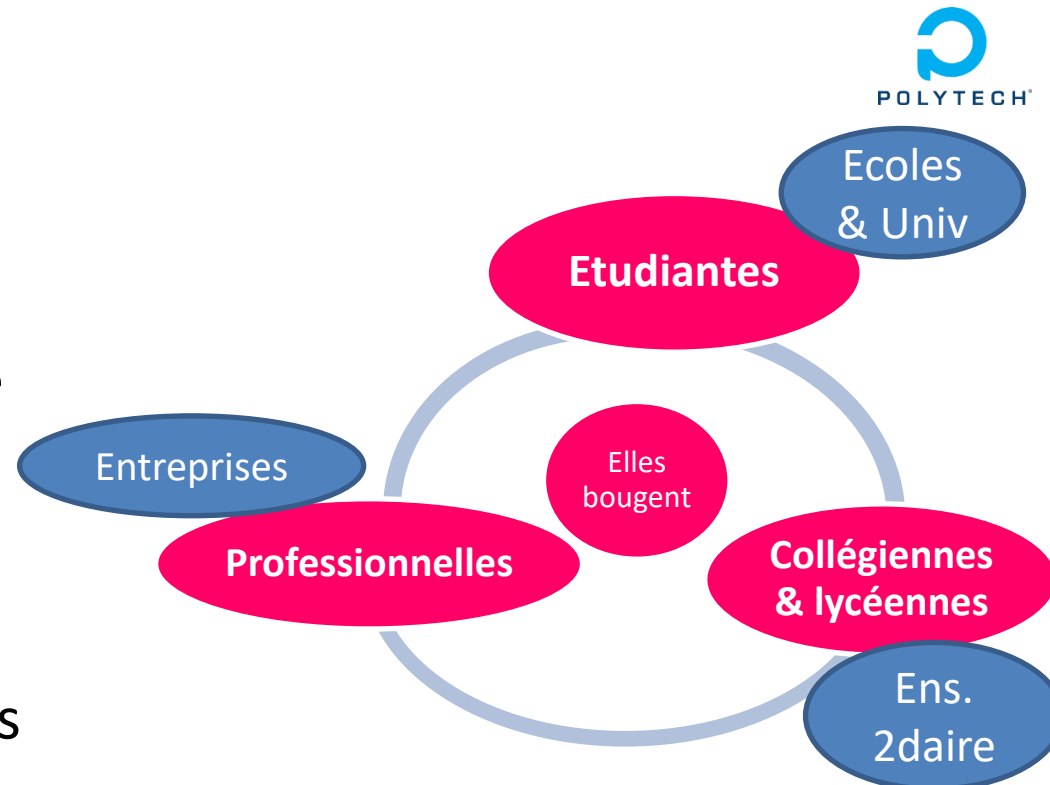 POLYTECH
Ecoles
& Univ
Etudiantes
Entreprises
Elles
bougent
Professionnelles
Collégiennes
& lycéennes
Ens.
2daire
s